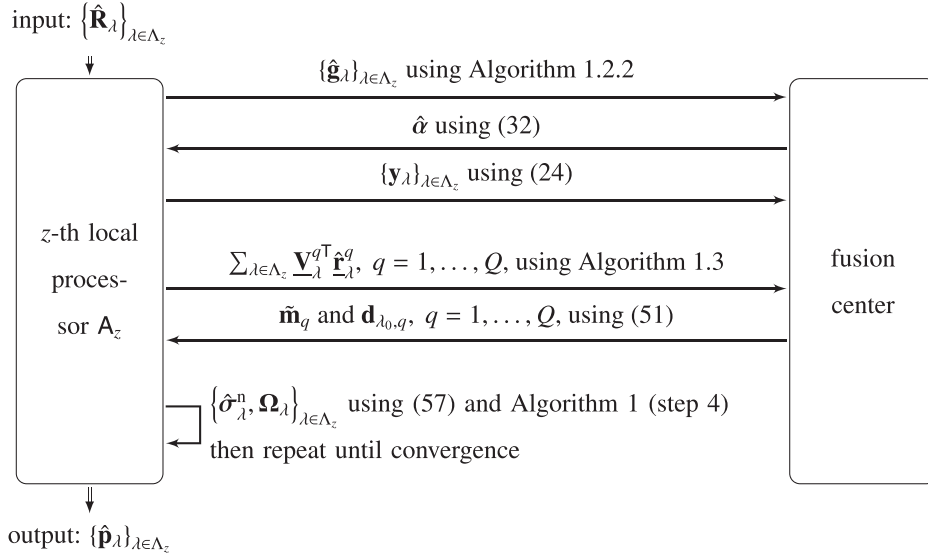 input: {R̂_λ}_{λ∈Λ_z}
{ĝ_λ}_{λ∈Λ_z} using Algorithm 1.2.2
α̂ using (32)
{y_λ}_{λ∈Λ_z} using (24)
z-th local
proces-
sor A_z
∑_{λ∈Λ_z} V̲_λ^{qT} r̲̂_λ^q, q = 1, . . . , Q, using Algorithm 1.3
m̃_q and d_{λ_0,q}, q = 1, . . . , Q, using (51)
fusion
center
{σ̂_λ^n, Ω_λ}_{λ∈Λ_z} using (57) and Algorithm 1 (step 4)
then repeat until convergence
output: {p̂_λ}_{λ∈Λ_z}